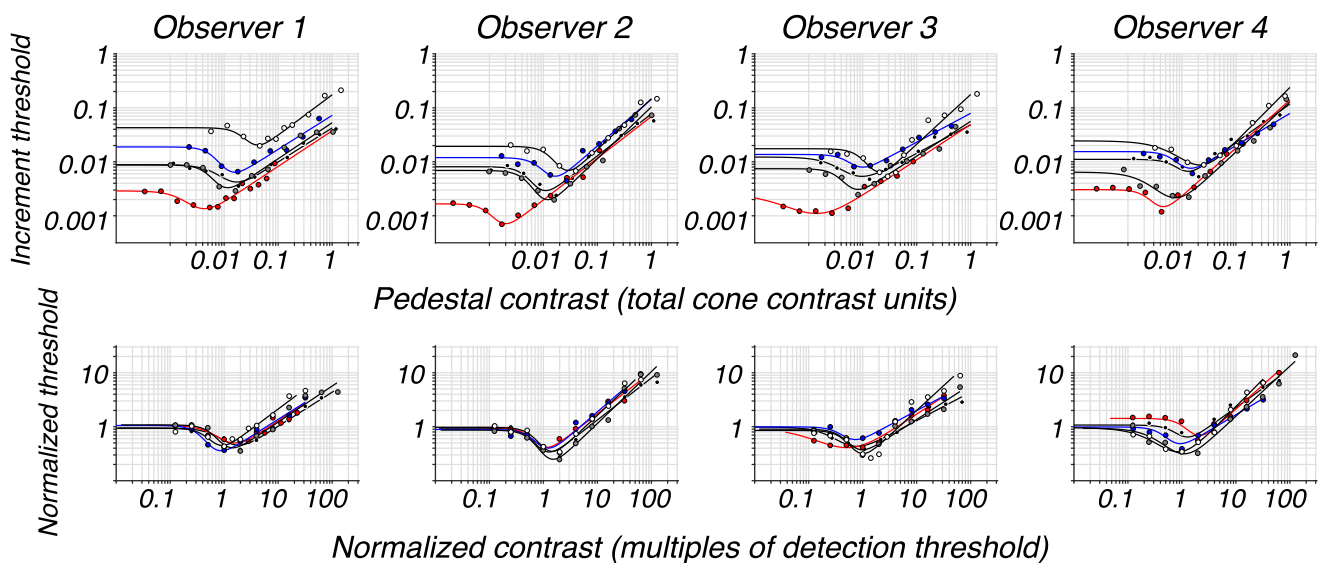 Observer 1
Observer 2
Observer 3
Observer 4
Increment threshold
1
0.1
0.01
0.001
1
0.1
0.01
0.001
1
0.1
0.01
0.001
1
0.1
0.01
0.001
0.01 0.1 1
0.01 0.1 1
0.01 0.1 1
0.01 0.1 1
Pedestal contrast (total cone contrast units)
Normalized threshold
10
1
10
1
10
1
10
1
0.1 1 10 100
0.1 1 10 100
0.1 1 10 100
0.1 1 10 100
Normalized contrast (multiples of detection threshold)